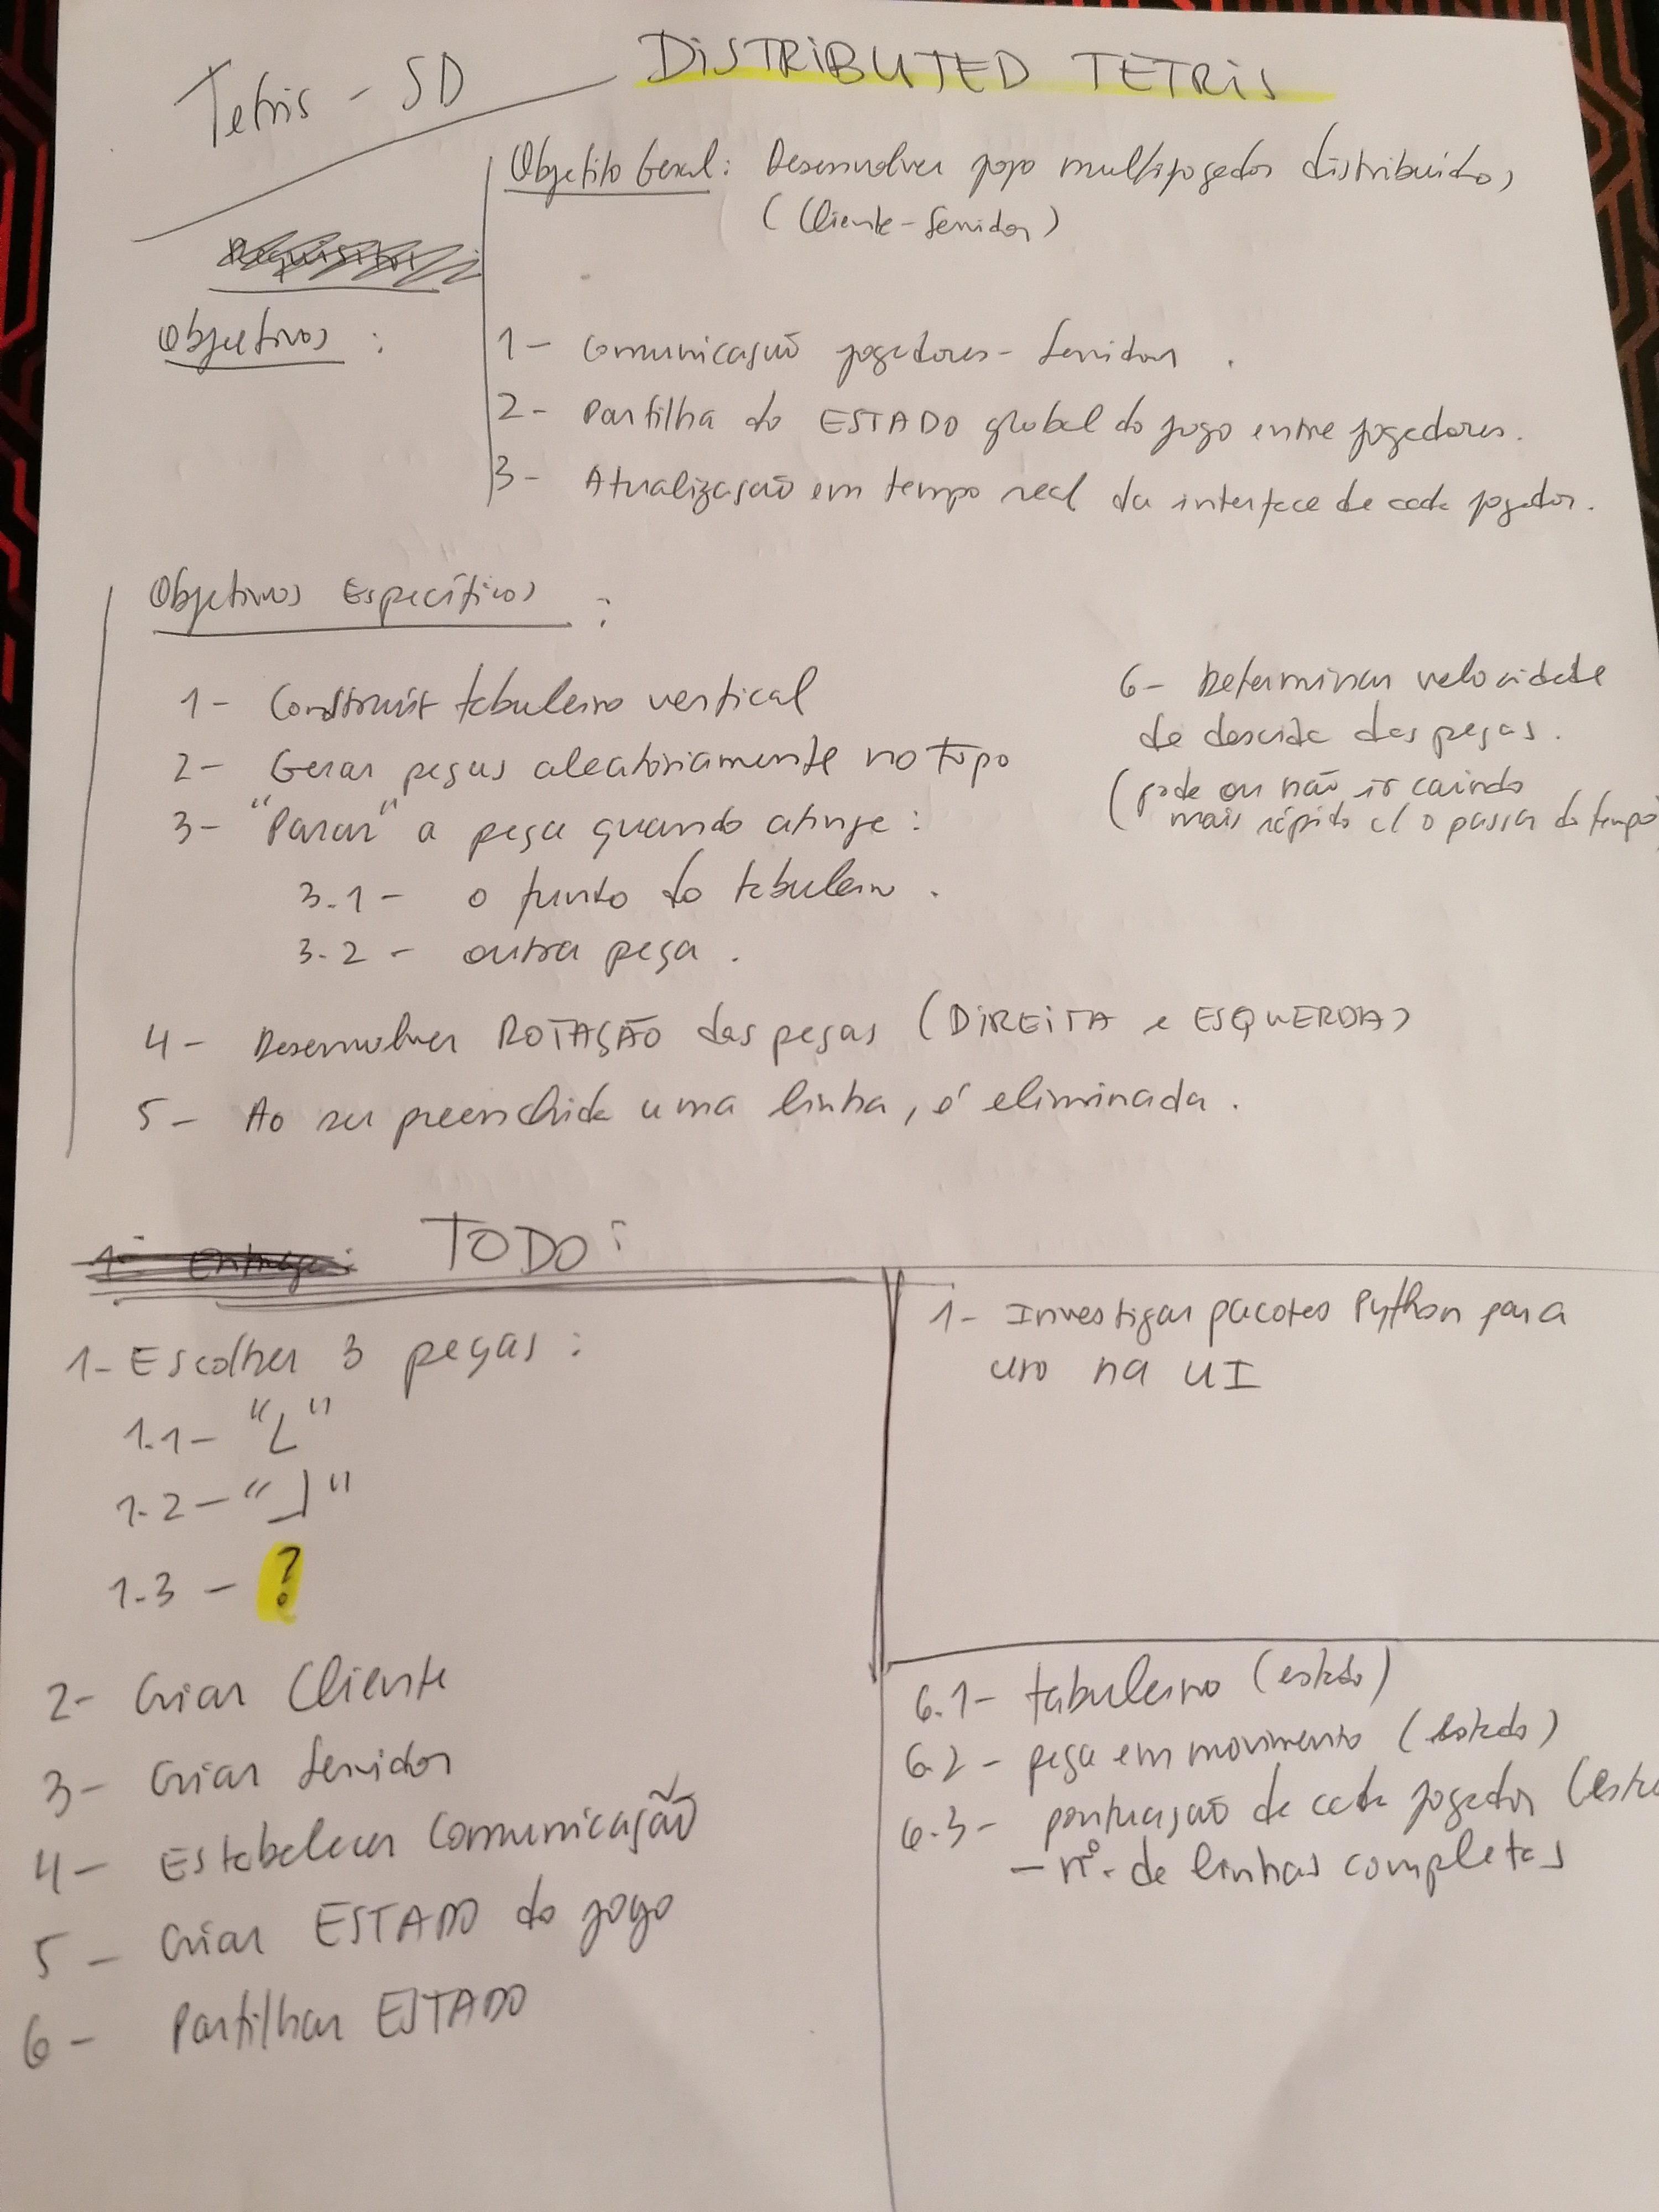 Tetris - SD
DISTRIBUTED TETRIS
Objetito Geral: Desenvolver jogo multijogador distribuído,
(Cliente-Servidor)
Requisitos
Objetivos :
1- Comunicação jogadores-Servidor.
2- Partilha do ESTADO global do jogo entre jogadores.
3- Atualização em tempo real da interface de cada jogador.
Objetivos Específicos :
1- Construir tabuleiro vertical
2- Gerar peças aleatoriamente no topo
3- "Parar" a peça quando atinge:
3.1- o fundo do tabuleiro.
3.2- outra peça.
4- Desenvolver ROTAÇÃO das peças (DIREITA e ESQUERDA)
5- Ao ser preenchida uma linha, é eliminada.
6- Determinar velocidade
de descida das peças.
(pode ou não ir caindo
mais rápido c/ o passar do tempo)
1ª Entrega:
TODO:
1- Escolher 3 peças:
1.1- "L"
1.2- "J"
1.3- ?
2- Criar Cliente
3- Criar Servidor
4- Estabelecer Comunicação
5- Criar ESTADO do jogo
6- Partilhar ESTADO
1- Investigar pacotes Python para
uso na UI
6.1- tabuleiro (estado)
6.2- peça em movimento (estado)
6.3- pontuação de cada jogador (esta
- nº. de linhas completas